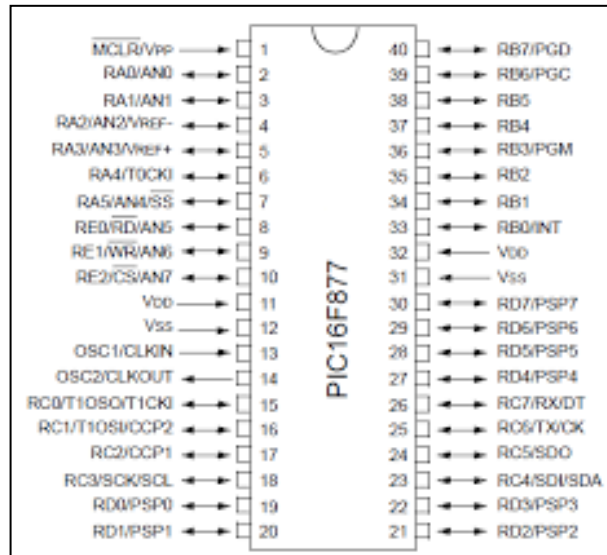 MCLR/VPP 1 40 RB7/PGD
RA0/AN0 2 39 RB6/PGC
RA1/AN1 3 38 RB5
RA2/AN2/VREF- 4 37 RB4
RA3/AN3/VREF+ 5 36 RB3/PGM
RA4/T0CKI 6 35 RB2
RA5/AN4/SS 7 34 RB1
RE0/RD/AN5 8 33 RB0/INT
RE1/WR/AN6 9 32 VDD
RE2/CS/AN7 10 31 VSS
VDD 11 30 RD7/PSP7
VSS 12 29 RD6/PSP6
OSC1/CLKIN 13 28 RD5/PSP5
OSC2/CLKOUT 14 27 RD4/PSP4
RC0/T1OSO/T1CKI 15 26 RC7/RX/DT
RC1/T1OSI/CCP2 16 25 RC6/TX/CK
RC2/CCP1 17 24 RC5/SDO
RC3/SCK/SCL 18 23 RC4/SDI/SDA
RD0/PSP0 19 22 RD3/PSP3
RD1/PSP1 20 21 RD2/PSP2
PIC16F877